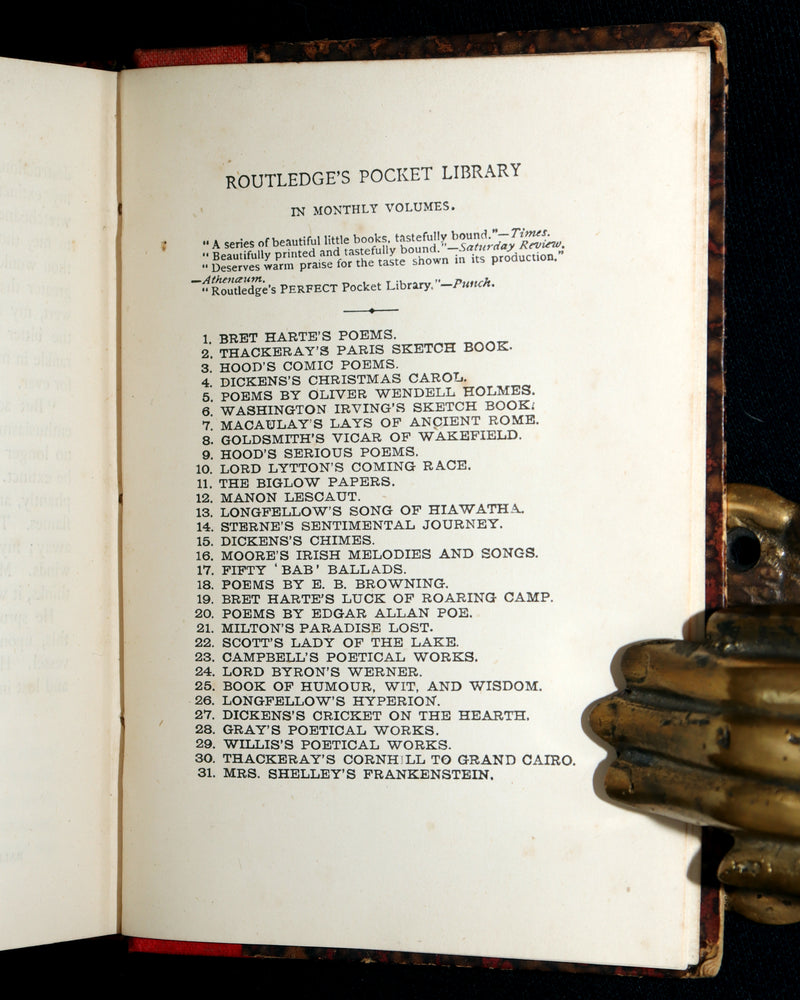 ROUTLEDGE'S POCKET LIBRARY
IN MONTHLY VOLUMES.
"A series of beautiful little books, tastefully bound."—Times.
"Beautifully printed and tastefully bound."—Saturday Review.
"Deserves warm praise for the taste shown in its production."
—Athenæum.
"Routledge's PERFECT Pocket Library."—Punch.
1. BRET HARTE'S POEMS.
2. THACKERAY'S PARIS SKETCH BOOK.
3. HOOD'S COMIC POEMS.
4. DICKENS'S CHRISTMAS CAROL.
5. POEMS BY OLIVER WENDELL HOLMES.
6. WASHINGTON IRVING'S SKETCH BOOK.
7. MACAULAY'S LAYS OF ANCIENT ROME.
8. GOLDSMITH'S VICAR OF WAKEFIELD.
9. HOOD'S SERIOUS POEMS.
10. LORD LYTTON'S COMING RACE.
11. THE BIGLOW PAPERS.
12. MANON LESCAUT.
13. LONGFELLOW'S SONG OF HIAWATHA.
14. STERNE'S SENTIMENTAL JOURNEY.
15. DICKENS'S CHIMES.
16. MOORE'S IRISH MELODIES AND SONGS.
17. FIFTY 'BAB' BALLADS.
18. POEMS BY E. B. BROWNING.
19. BRET HARTE'S LUCK OF ROARING CAMP.
20. POEMS BY EDGAR ALLAN POE.
21. MILTON'S PARADISE LOST.
22. SCOTT'S LADY OF THE LAKE.
23. CAMPBELL'S POETICAL WORKS.
24. LORD BYRON'S WERNER.
25. BOOK OF HUMOUR, WIT, AND WISDOM.
26. LONGFELLOW'S HYPERION.
27. DICKENS'S CRICKET ON THE HEARTH.
28. GRAY'S POETICAL WORKS.
29. WILLIS'S POETICAL WORKS.
30. THACKERAY'S CORNHILL TO GRAND CAIRO.
31. MRS. SHELLEY'S FRANKENSTEIN.